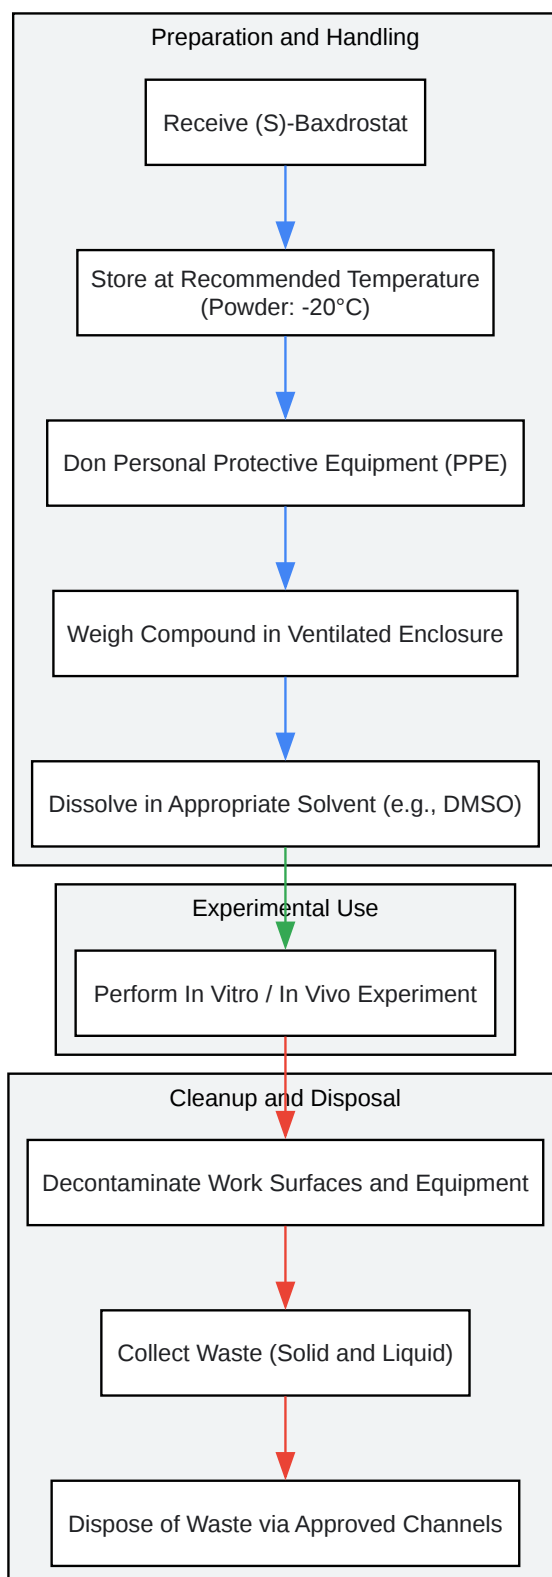 Preparation and Handling
Receive (S)-Baxdrostat
Store at Recommended Temperature
(Powder: -20°C)
Don Personal Protective Equipment (PPE)
Weigh Compound in Ventilated Enclosure
Dissolve in Appropriate Solvent (e.g., DMSO)
Experimental Use
Perform In Vitro / In Vivo Experiment
Cleanup and Disposal
Decontaminate Work Surfaces and Equipment
Collect Waste (Solid and Liquid)
Dispose of Waste via Approved Channels